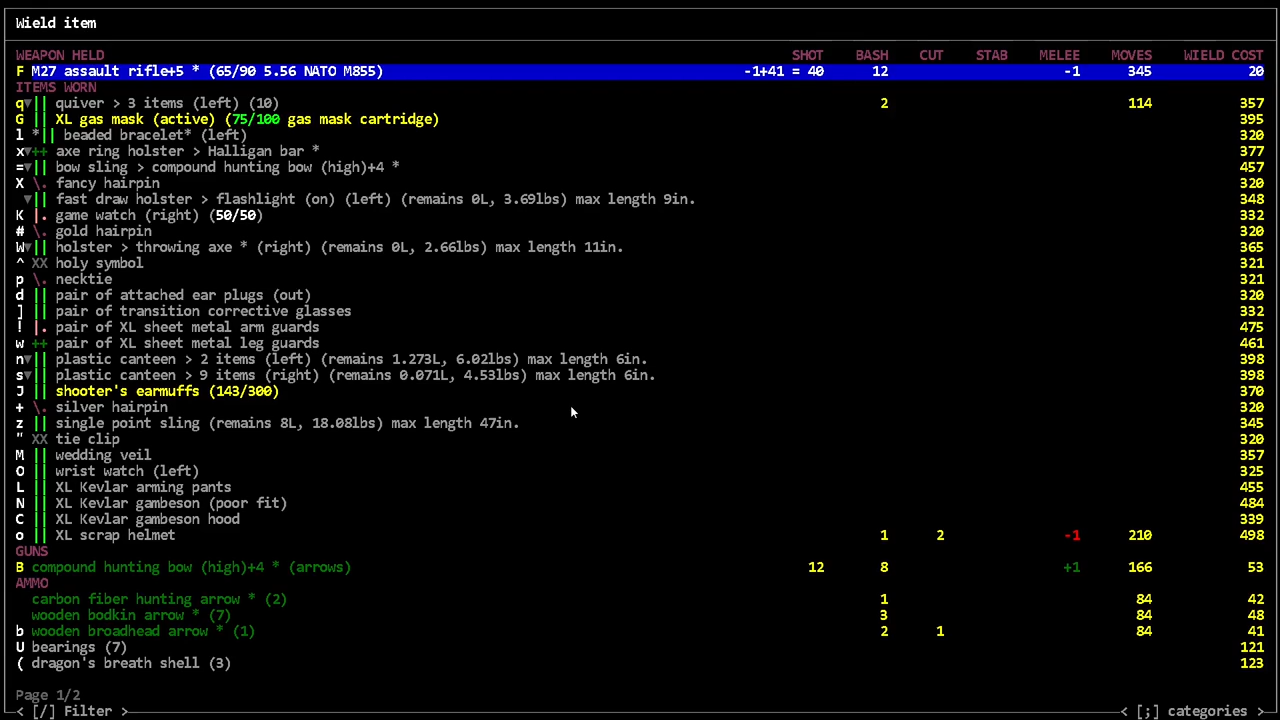 Wield item
WEAPON HELD SHOT BASH CUT STAB MELEE MOVES WIELD COST
F M27 assault rifle+5 * (65/90 5.56 NATO M855) -1+41 = 40 12 -1 345 20
ITEMS WORN
q▾|| quiver > 3 items (left) (10) 2 114 357
G || XL gas mask (active) (75/100 gas mask cartridge) 395
l *|| beaded bracelet* (left) 320
x▾++ axe ring holster > Halligan bar * 377
=▾|| bow sling > compound hunting bow (high)+4 * 457
X \. fancy hairpin 320
▾|| fast draw holster > flashlight (on) (left) (remains 0L, 3.69lbs) max length 9in. 348
K |. game watch (right) (50/50) 332
# \. gold hairpin 320
W▾|| holster > throwing axe * (right) (remains 0L, 2.66lbs) max length 11in. 365
^ XX holy symbol 321
p \. necktie 321
d || pair of attached ear plugs (out) 320
] || pair of transition corrective glasses 332
! |. pair of XL sheet metal arm guards 475
w ++ pair of XL sheet metal leg guards 461
n▾|| plastic canteen > 2 items (left) (remains 1.273L, 6.02lbs) max length 6in. 398
s▾|| plastic canteen > 9 items (right) (remains 0.071L, 4.53lbs) max length 6in. 398
J || shooter's earmuffs (143/300) 370
+ \. silver hairpin 320
z || single point sling (remains 8L, 18.08lbs) max length 47in. 345
" XX tie clip 320
M || wedding veil 357
O || wrist watch (left) 325
L || XL Kevlar arming pants 455
N || XL Kevlar gambeson (poor fit) 484
C || XL Kevlar gambeson hood 339
o || XL scrap helmet 1 2 -1 210 498
GUNS
B compound hunting bow (high)+4 * (arrows) 12 8 +1 166 53
AMMO
carbon fiber hunting arrow * (2) 1 84 42
wooden bodkin arrow * (7) 3 84 48
b wooden broadhead arrow * (1) 2 1 84 41
U bearings (7) 121
( dragon's breath shell (3) 123
Page 1/2
< [/] Filter > < [;] categories >